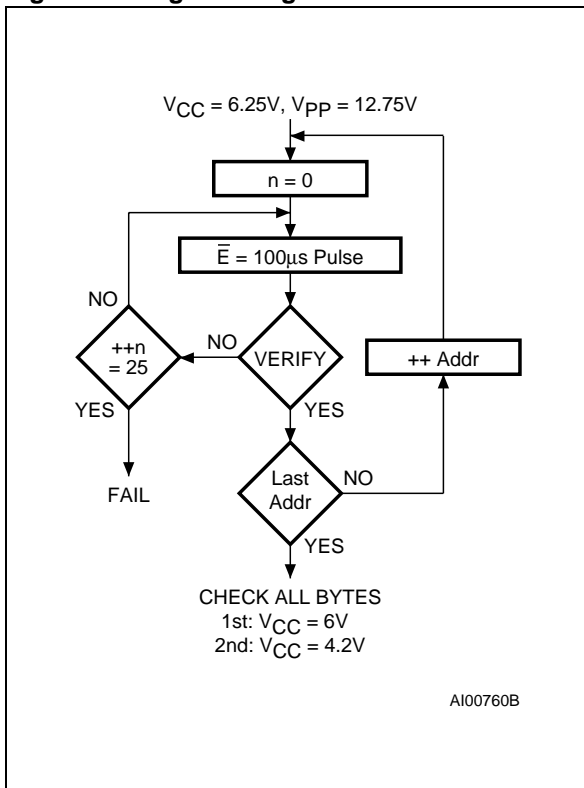 V_CC = 6.25V, V_PP = 12.75V
n = 0
E̅ = 100µs Pulse
NO
++n
= 25
NO
VERIFY
++ Addr
YES
YES
FAIL
Last
Addr
NO
YES
CHECK ALL BYTES
1st: V_CC = 6V
2nd: V_CC = 4.2V
AI00760B